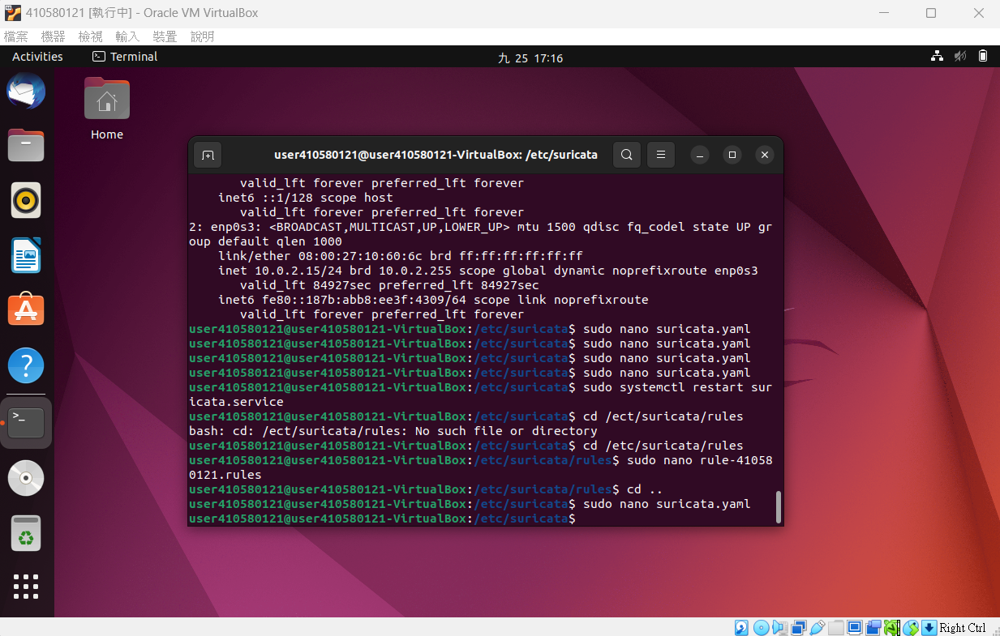 410580121 [執行中] - Oracle VM VirtualBox
檔案 機器 檢視 輸入 裝置 說明
Activities Terminal 九 25 17:16
Home
user410580121@user410580121-VirtualBox: /etc/suricata
valid_lft forever preferred_lft forever
inet6 ::1/128 scope host
valid_lft forever preferred_lft forever
2: enp0s3: <BROADCAST,MULTICAST,UP,LOWER_UP> mtu 1500 qdisc fq_codel state UP gr
oup default qlen 1000
link/ether 08:00:27:10:60:6c brd ff:ff:ff:ff:ff:ff
inet 10.0.2.15/24 brd 10.0.2.255 scope global dynamic noprefixroute enp0s3
valid_lft 84927sec preferred_lft 84927sec
inet6 fe80::187b:abb8:ee3f:4309/64 scope link noprefixroute
valid_lft forever preferred_lft forever
user410580121@user410580121-VirtualBox:/etc/suricata$ sudo nano suricata.yaml
user410580121@user410580121-VirtualBox:/etc/suricata$ sudo nano suricata.yaml
user410580121@user410580121-VirtualBox:/etc/suricata$ sudo nano suricata.yaml
user410580121@user410580121-VirtualBox:/etc/suricata$ sudo nano suricata.yaml
user410580121@user410580121-VirtualBox:/etc/suricata$ sudo systemctl restart sur
icata.service
user410580121@user410580121-VirtualBox:/etc/suricata$ cd /ect/suricata/rules
bash: cd: /ect/suricata/rules: No such file or directory
user410580121@user410580121-VirtualBox:/etc/suricata$ cd /etc/suricata/rules
user410580121@user410580121-VirtualBox:/etc/suricata/rules$ sudo nano rule-41058
0121.rules
user410580121@user410580121-VirtualBox:/etc/suricata/rules$ cd ..
user410580121@user410580121-VirtualBox:/etc/suricata$ sudo nano suricata.yaml
user410580121@user410580121-VirtualBox:/etc/suricata$
Right Ctrl